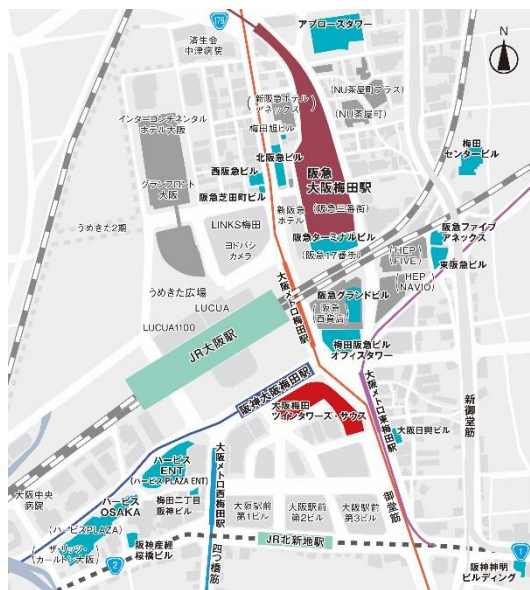 176
済生会
中津病院
アプローズタワー
N
NU茶屋町プラス
NU茶屋町
新阪急ホテル
アネックス
梅田旭ビル
インターコンチネンタル
ホテル大阪
北阪急ビル
西阪急ビル
阪急
大阪梅田駅
梅田
センタービル
グランフロント
大阪
阪急芝田町ビル
(阪急三番街)
うめきた2期
LINKS梅田
新阪急
ホテル
阪急ターミナルビル
(阪急17番街)
阪急ファイブ
アネックス
ヨドバシ
カメラ
HEP
FIVE
東阪急ビル
HEP
NAVIO
うめきた広場
大阪メトロ梅田駅
阪急グランドビル
阪急
百貨店
LUCUA
LUCUA1100
JR大阪駅
梅田阪急ビル
オフィスタワー
阪神大阪梅田駅
大阪梅田
ツインタワーズ・サウス
大阪メトロ東梅田駅
新御堂筋
大阪日興ビル
大阪メトロ西梅田駅
ハービス
ENT
(ハービスPLAZA ENT)
大阪中央
病院
ハービス
OSAKA
梅田二丁目
阪神ビル
大阪駅前
第1ビル
大阪駅前
第2ビル
大阪駅前
第3ビル
御堂筋
(ハービスPLAZA)
ザ・リッツ・
カールトン大阪
2
阪神産経
桜橋ビル
四つ橋筋
JR北新地駅
1
阪神神明
ビルディング